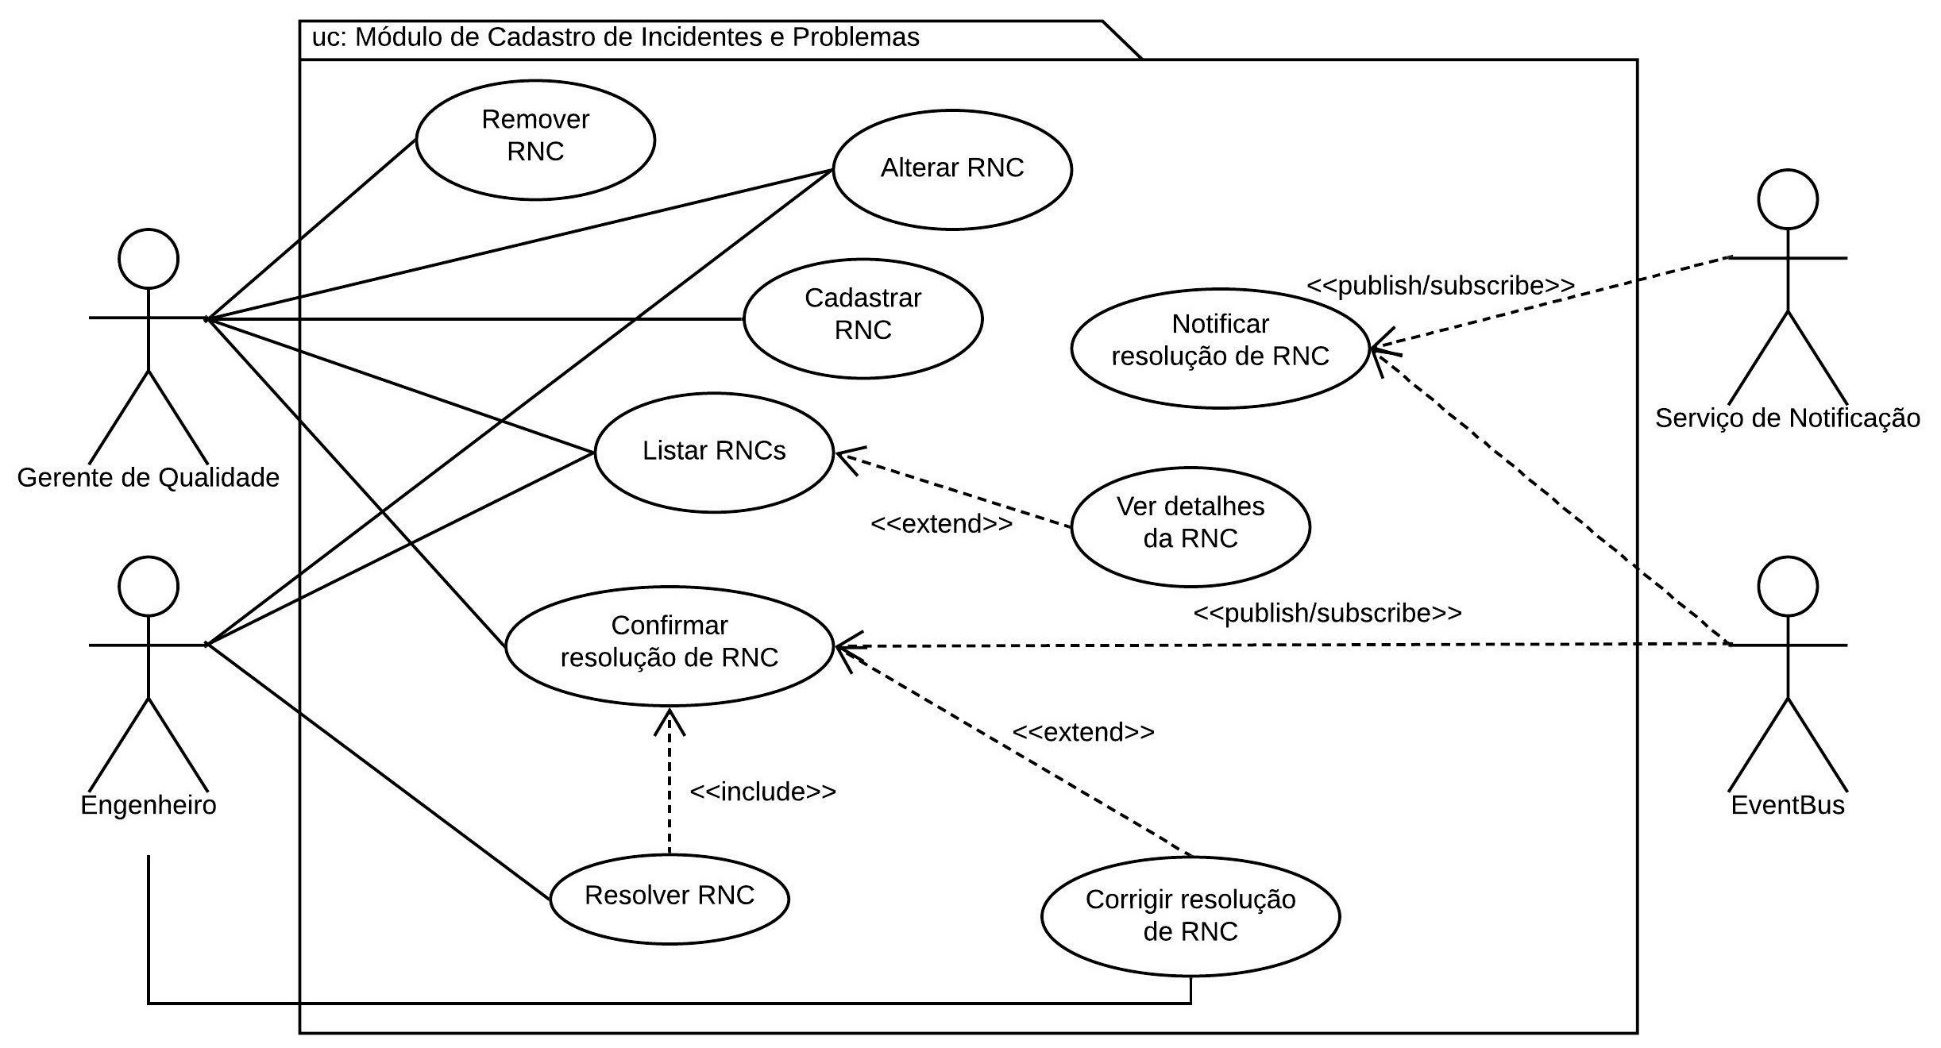 uc: Módulo de Cadastro de Incidentes e Problemas
Remover
RNC
Alterar RNC
Cadastrar
RNC
<<publish/subscribe>>
Notificar
resolução de RNC
Serviço de Notificação
Gerente de Qualidade
Listar RNCs
<<extend>>
Ver detalhes
da RNC
<<publish/subscribe>>
Confirmar
resolução de RNC
<<extend>>
<<include>>
Engenheiro
EventBus
Resolver RNC
Corrigir resolução
de RNC